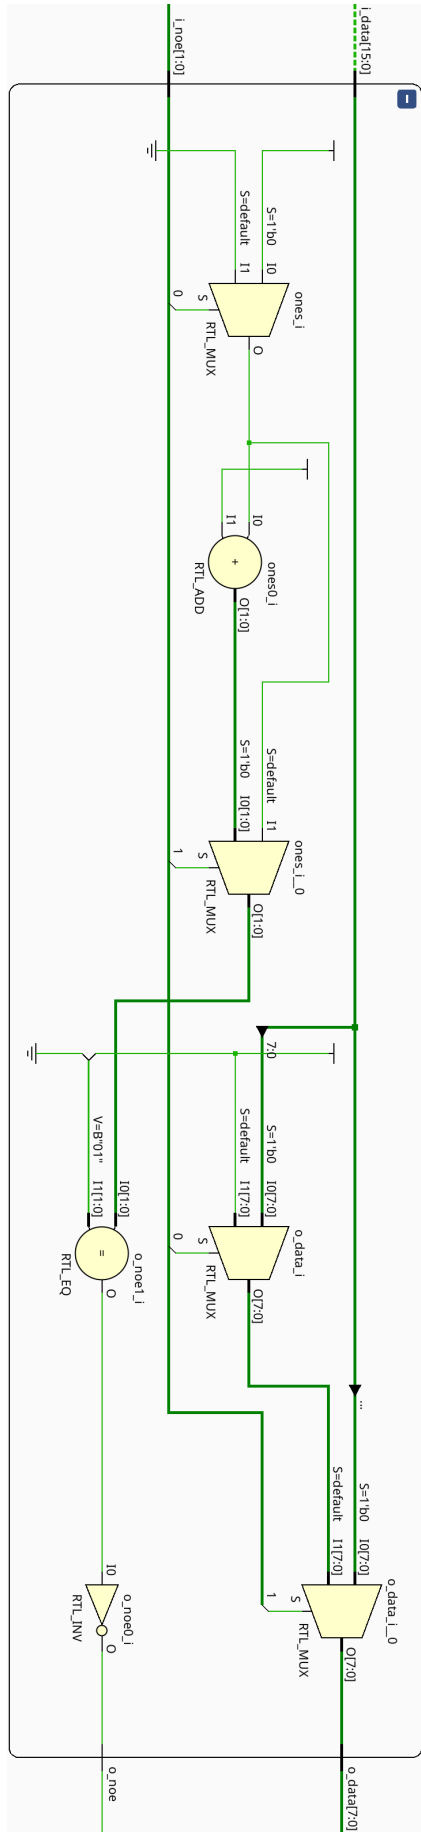 i_noe[1:0]
i_data[15:0]
S=default
S=1'b0
I1
I0
ones_i
0
S
RTL_MUX
O
I1
I0
ones0_i
+
RTL_ADD
O[1:0]
S=1'b0
S=default
I0[1:0]
I1
ones_i__0
1
S
RTL_MUX
O[1:0]
7:0
V=B"01"
S=default
S=1'b0
I1[1:0]
I0[1:0]
I1[7:0]
I0[7:0]
o_noe1_i
=
RTL_EQ
O
o_data_i
0
S
RTL_MUX
O[7:0]
...
S=default
S=1'b0
I1[7:0]
I0[7:0]
I0
o_noe0_i
RTL_INV
O
o_data_i__0
1
S
RTL_MUX
O[7:0]
o_noe
o_data[7:0]